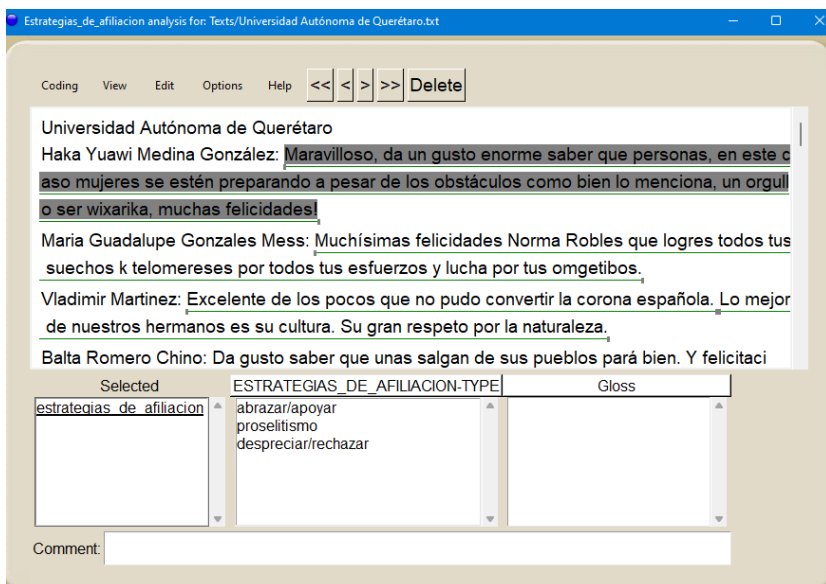 Estrategias_de_afiliacion analysis for: Texts/Universidad Autónoma de Querétaro.txt
Coding View Edit Options Help << < > >> Delete
Universidad Autónoma de Querétaro
Haka Yuawi Medina González: Maravilloso, da un gusto enorme saber que personas, en este c
aso mujeres se estén preparando a pesar de los obstáculos como bien lo menciona, un orgull
o ser wixarika, muchas felicidades!
Maria Guadalupe Gonzales Mess: Muchísimas felicidades Norma Robles que logres todos tus
suechos k telomereses por todos tus esfuerzos y lucha por tus omgetibos.
Vladimir Martinez: Excelente de los pocos que no pudo convertir la corona española. Lo mejor
de nuestros hermanos es su cultura. Su gran respeto por la naturaleza.
Balta Romero Chino: Da gusto saber que unas salgan de sus pueblos pará bien. Y felicitaci
Selected ESTRATEGIAS_DE_AFILIACION-TYPE Gloss
estrategias_de_afiliacion abrazar/apoyar
proselitismo
despreciar/rechazar
Comment: